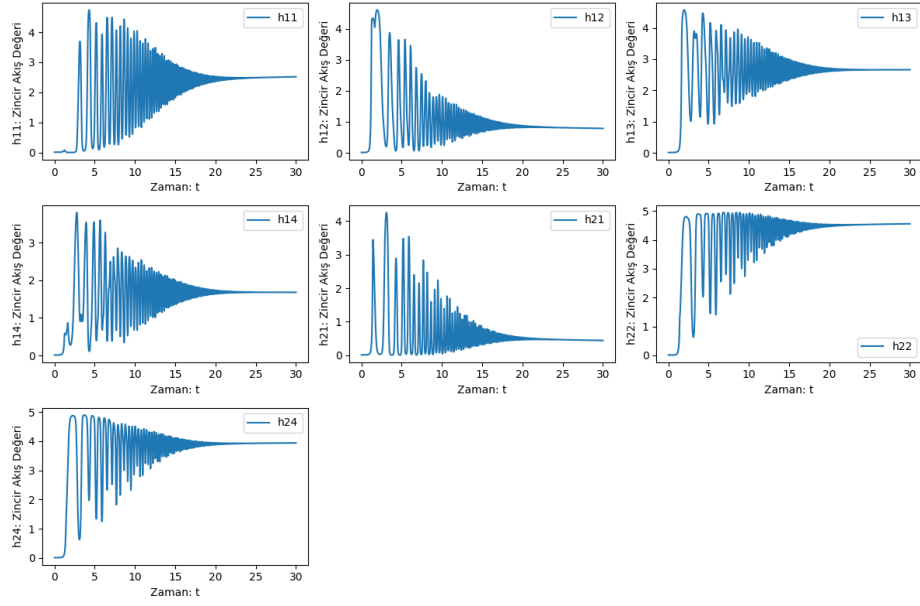 h11: Zincir Akış Değeri
4
3
2
1
0
0 5 10 15 20 25 30
Zaman: t
h11
h12: Zincir Akış Değeri
4
3
2
1
0
0 5 10 15 20 25 30
Zaman: t
h12
h13: Zincir Akış Değeri
4
3
2
1
0
0 5 10 15 20 25 30
Zaman: t
h13
h14: Zincir Akış Değeri
3
2
1
0
0 5 10 15 20 25 30
Zaman: t
h14
h21: Zincir Akış Değeri
4
3
2
1
0
0 5 10 15 20 25 30
Zaman: t
h21
h22: Zincir Akış Değeri
5
4
3
2
1
0
0 5 10 15 20 25 30
Zaman: t
h22
h24: Zincir Akış Değeri
5
4
3
2
1
0
0 5 10 15 20 25 30
Zaman: t
h24